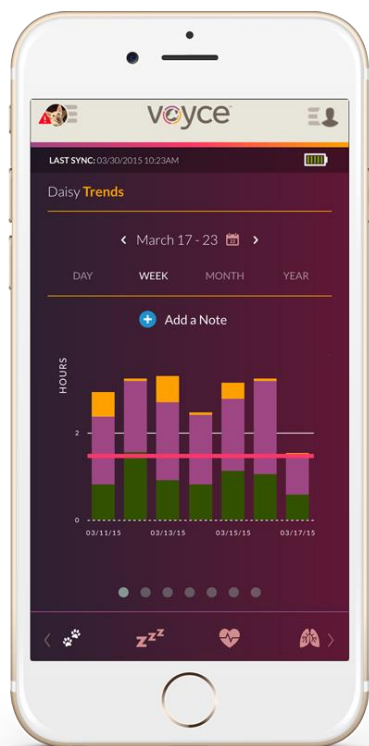 voyce
LAST SYNC: 03/30/2015 10:23AM
Daisy Trends
< March 17 - 23 >
DAY WEEK MONTH YEAR
+ Add a Note
HOURS
2
0
03/11/15 03/13/15 03/15/15 03/17/15
zzz